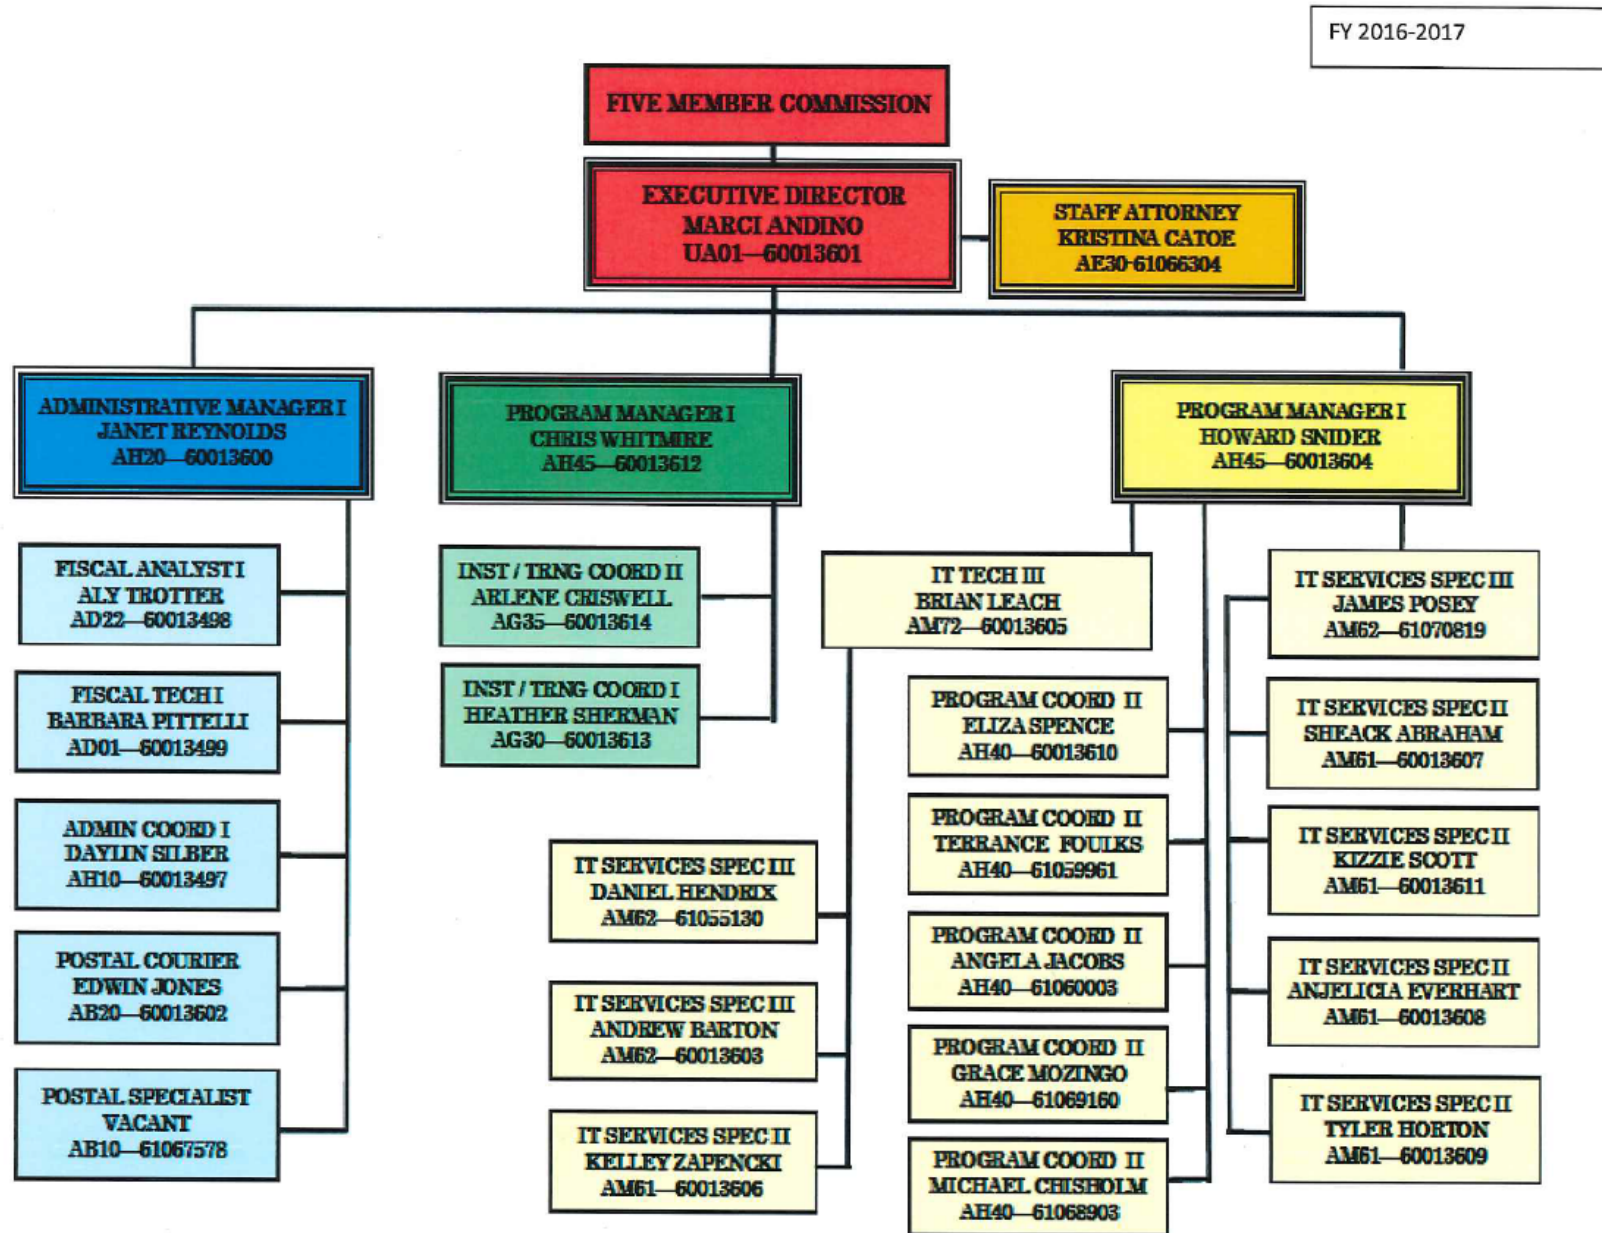 FY 2016-2017
FIVE MEMBER COMMISSION
EXECUTIVE DIRECTOR
MARCI ANDINO
UA01—60013601
STAFF ATTORNEY
KRISTINA CATOE
AE30-61066304
ADMINISTRATIVE MANAGER I
JANET REYNOLDS
AH20—60013600
PROGRAM MANAGER I
CHRIS WHITMIRE
AH45—60013612
PROGRAM MANAGER I
HOWARD SNIDER
AH45—60013604
FISCAL ANALYST I
ALY TROTTER
AD22—60013498
FISCAL TECH I
BARBARA PITTELLI
AD01—60013499
ADMIN COORD I
DAYLIN SILBER
AH10—60013497
POSTAL COURIER
EDWIN JONES
AB20—60013602
POSTAL SPECIALIST
VACANT
AB10—61067578
INST / TRNG COORD II
ARLENE CRISWELL
AG35—60013614
INST / TRNG COORD I
HEATHER SHERMAN
AG30—60013613
IT TECH III
BRIAN LEACH
AM72—60013605
IT SERVICES SPEC III
DANIEL HENDRIX
AM62—61055130
IT SERVICES SPEC III
ANDREW BARTON
AM62—60013603
IT SERVICES SPEC II
KELLEY ZAPENCKI
AM61—60013606
PROGRAM COORD II
ELIZA SPENCE
AH40—60013610
PROGRAM COORD II
TERRANCE FOULKS
AH40—61059961
PROGRAM COORD II
ANGELA JACOBS
AH40—61060003
PROGRAM COORD II
GRACE MOZINGO
AH40—61069160
PROGRAM COORD II
MICHAEL CHISHOLM
AH40—61068903
IT SERVICES SPEC III
JAMES POSEY
AM62—61070819
IT SERVICES SPEC II
SHEACK ABRAHAM
AM61—60013607
IT SERVICES SPEC II
KIZZIE SCOTT
AM61—60013611
IT SERVICES SPEC II
ANJELICIA EVERHART
AM61—60013608
IT SERVICES SPEC II
TYLER HORTON
AM61—60013609